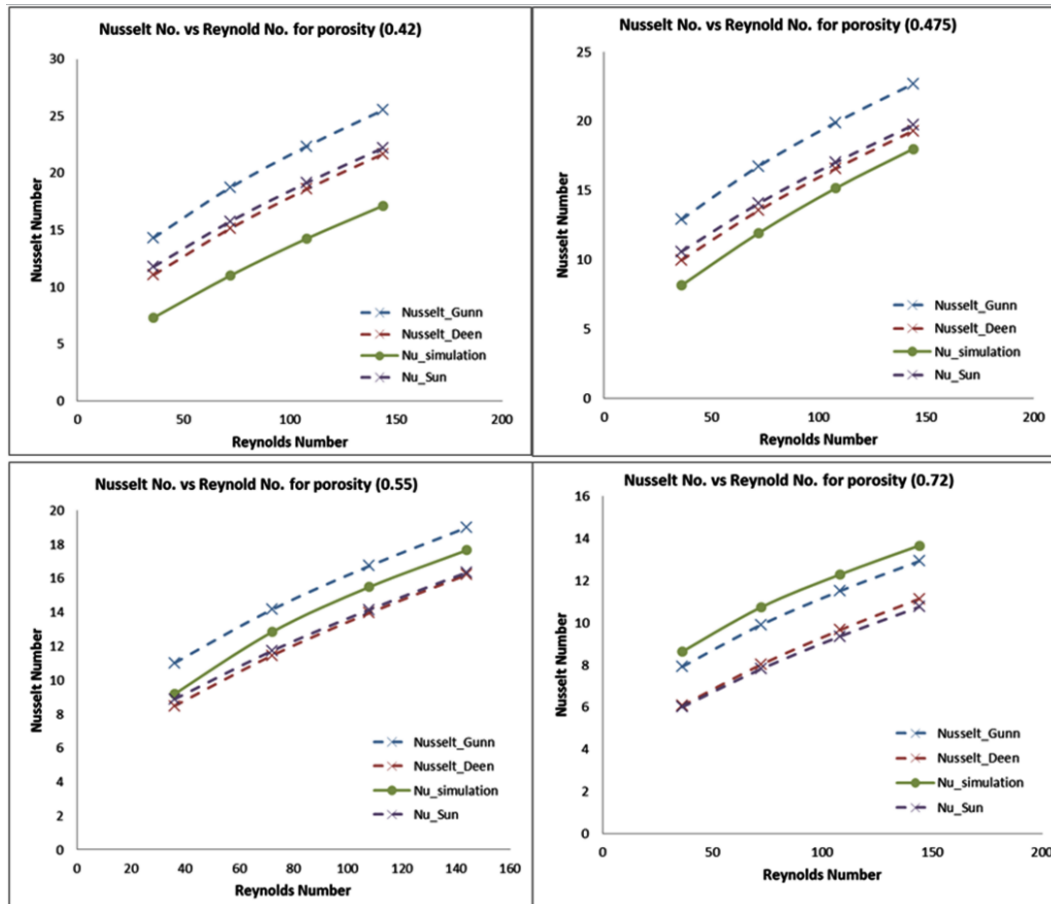 Nusselt No. vs Reynold No. for porosity (0.42)
30
25
20
15
10
5
0
0 50 100 150 200
Nusselt Number
Reynolds Number
Nusselt_Gunn
Nusselt_Deen
Nu_simulation
Nu_Sun
Nusselt No. vs Reynold No. for porosity (0.475)
25
20
15
10
5
0
0 50 100 150 200
Nusselt Number
Reynolds Number
Nusselt_Gunn
Nusselt_Deen
Nu_simulation
Nu_Sun
Nusselt No. vs Reynold No. for porosity (0.55)
20
18
16
14
12
10
8
6
4
2
0
0 20 40 60 80 100 120 140 160
Nusselt Number
Reynolds Number
Nusselt_Gunn
Nusselt_Deen
Nu_simulation
Nu_Sun
Nusselt No. vs Reynold No. for porosity (0.72)
16
14
12
10
8
6
4
2
0
0 50 100 150 200
Nusselt Number
Reynolds Number
Nusselt_Gunn
Nusselt_Deen
Nu_simulation
Nu_Sun